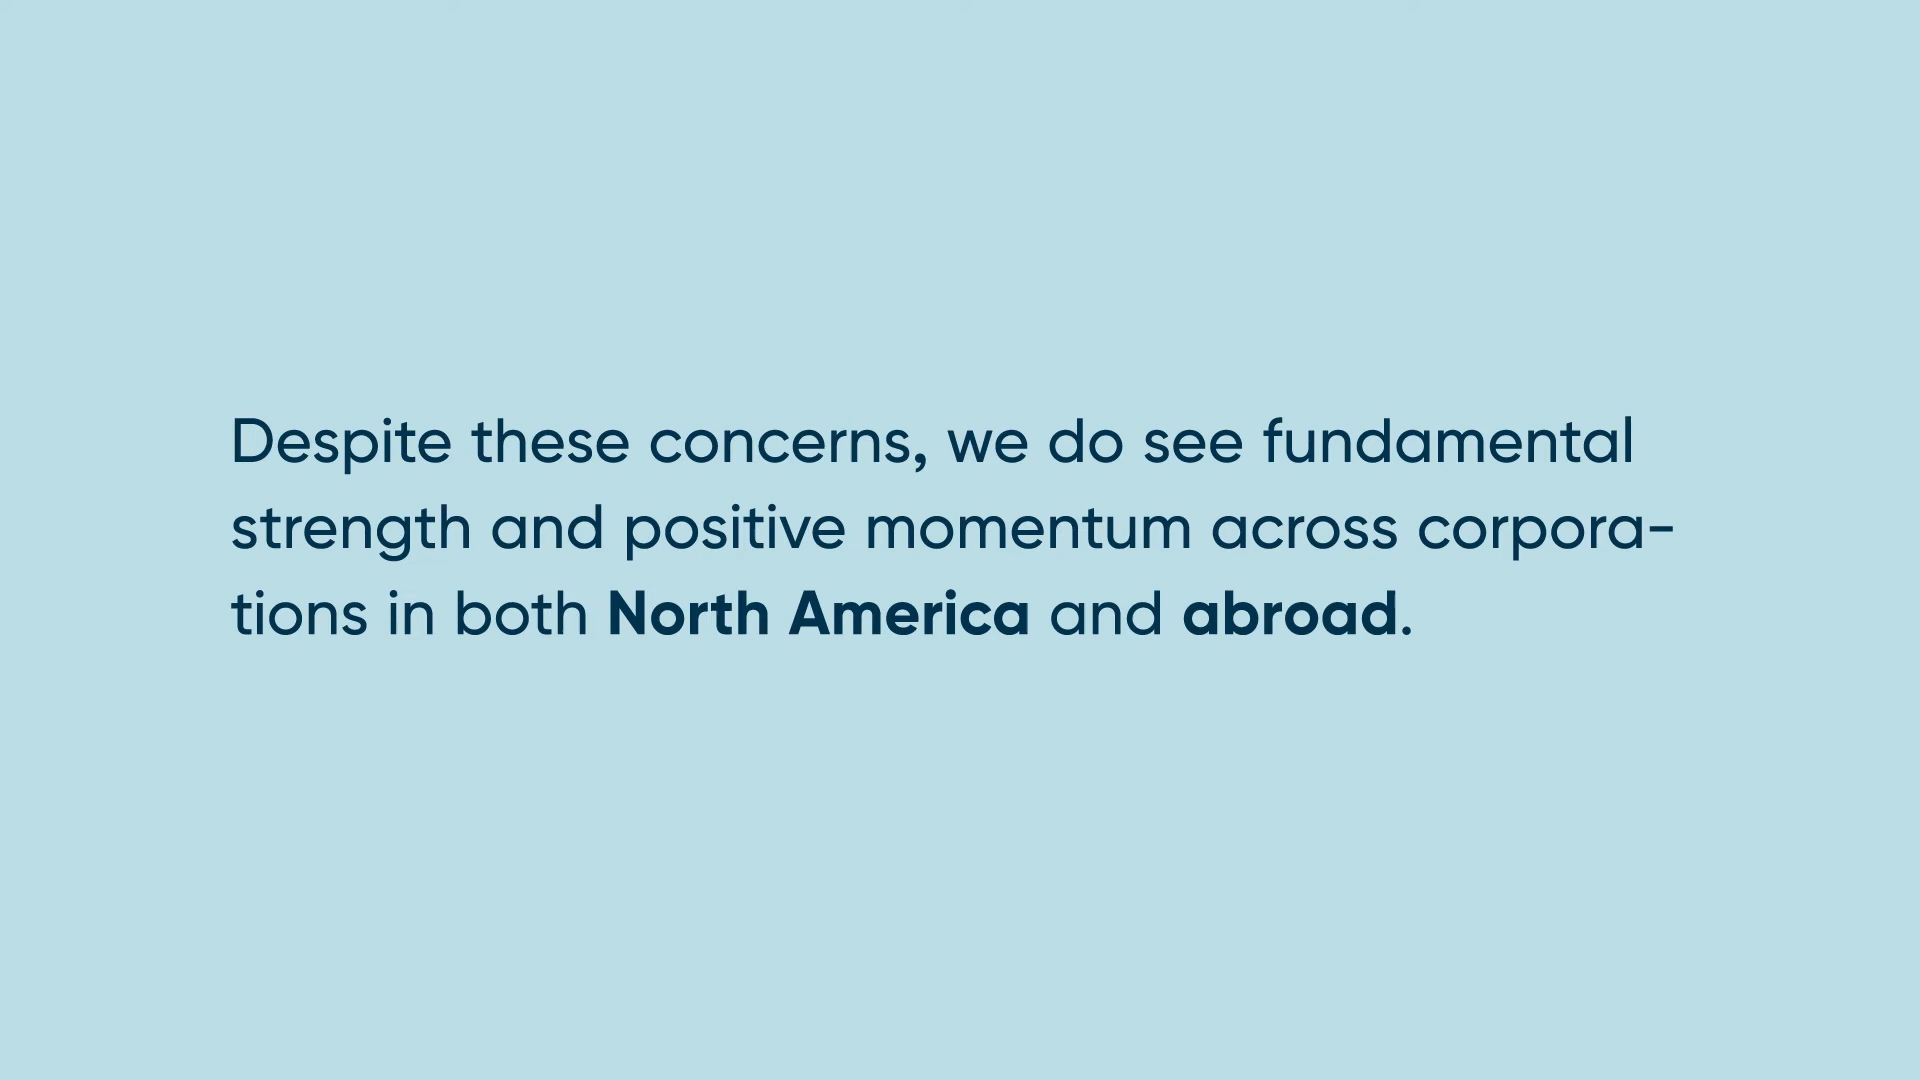 Despite these concerns, we do see fundamental
strength and positive momentum across corpora-
tions in both North America and abroad.